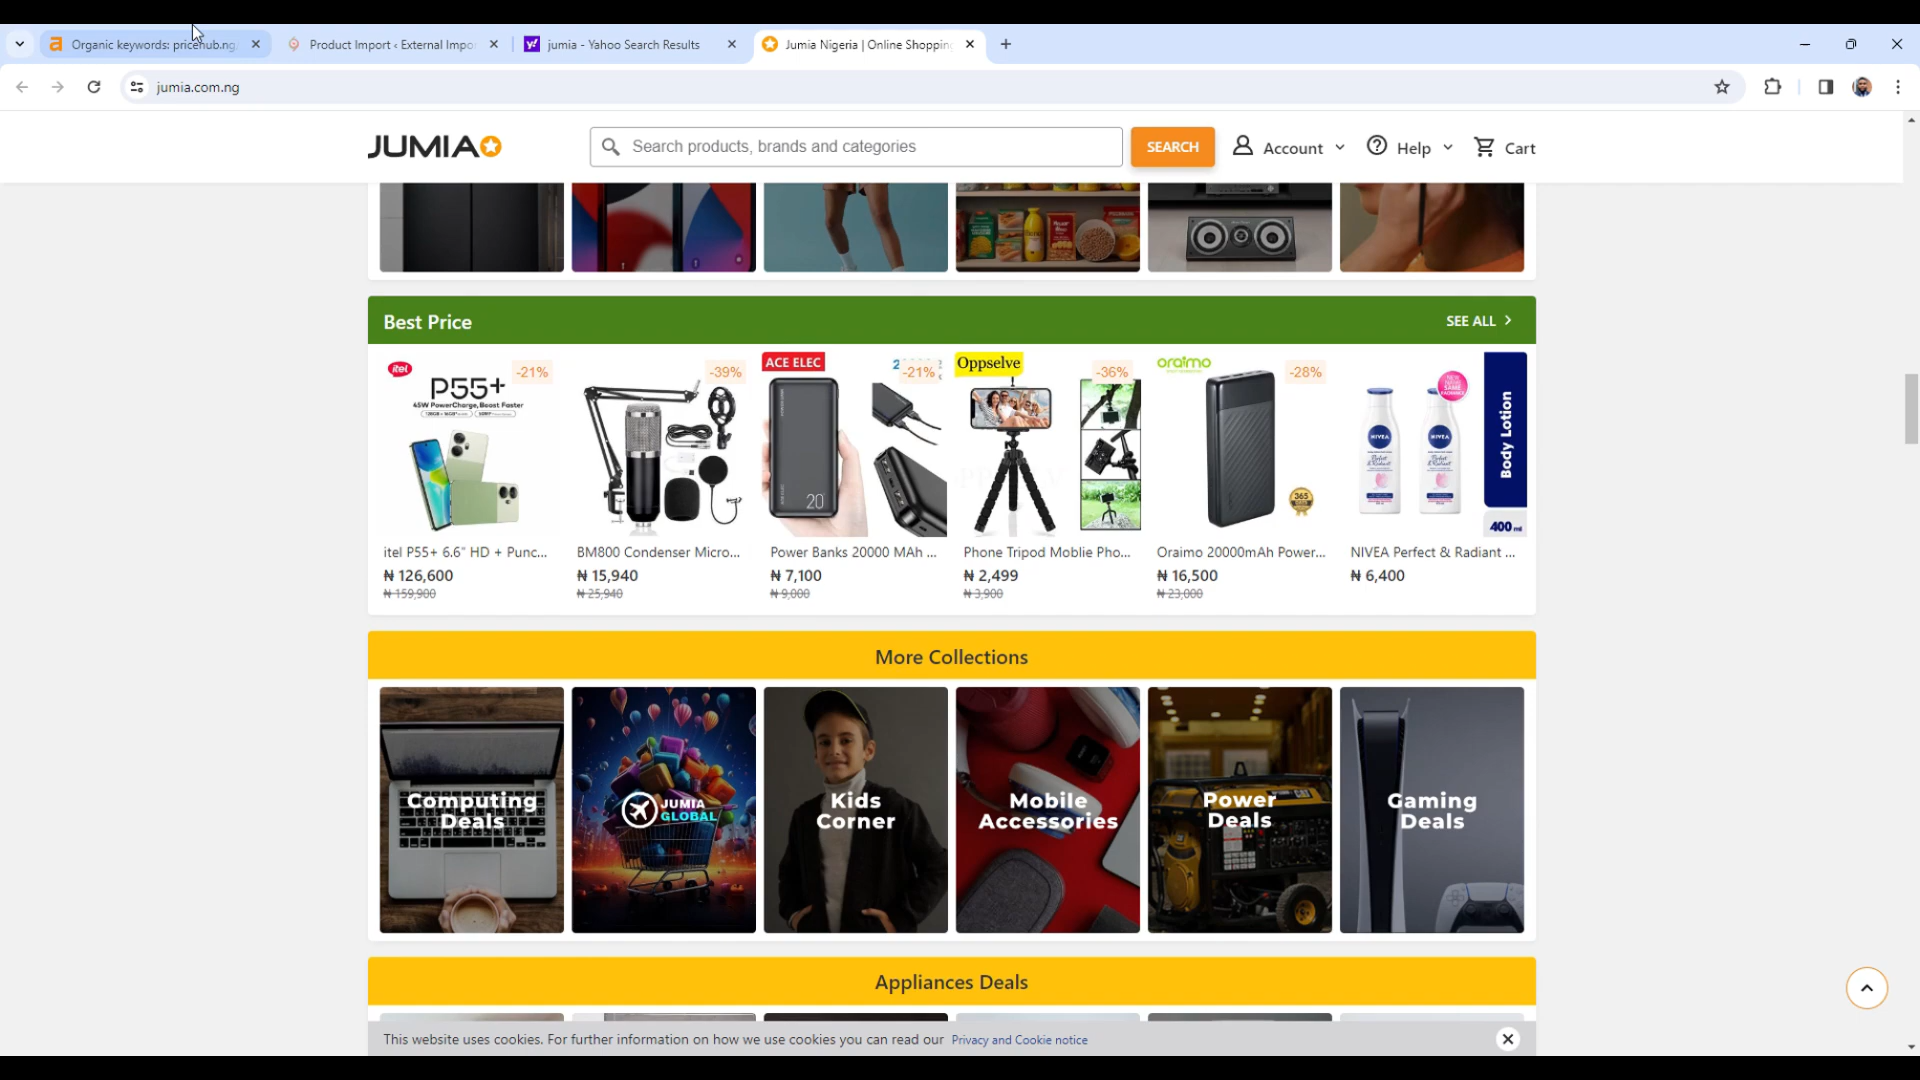 Organic keywords: pricehub.ng
Product Import ‹ External Impo
jumia - Yahoo Search Results
Jumia Nigeria | Online Shopping
jumia.com.ng
JUMIA
Search products, brands and categories
SEARCH
Account
Help
Cart
Best Price
SEE ALL
itel
P55+
45W PowerCharge, Boost Faster
-21%
-39%
ACE ELEC
-21%
20
Oppselve
-36%
oraimo
-28%
365
NIVEA
NIVEA
Body Lotion
400 ml
itel P55+ 6.6" HD + Punc...
₦ 126,600
₦ 159,900
BM800 Condenser Micro...
₦ 15,940
₦ 25,940
Power Banks 20000 MAh ...
₦ 7,100
₦ 9,000
Phone Tripod Moblie Pho...
₦ 2,499
₦ 3,900
Oraimo 20000mAh Power...
₦ 16,500
₦ 23,000
NIVEA Perfect & Radiant ...
₦ 6,400
More Collections
Computing
Deals
JUMIA
GLOBAL
Kids
Corner
Mobile
Accessories
Power
Deals
Gaming
Deals
Appliances Deals
This website uses cookies. For further information on how we use cookies you can read our Privacy and Cookie notice